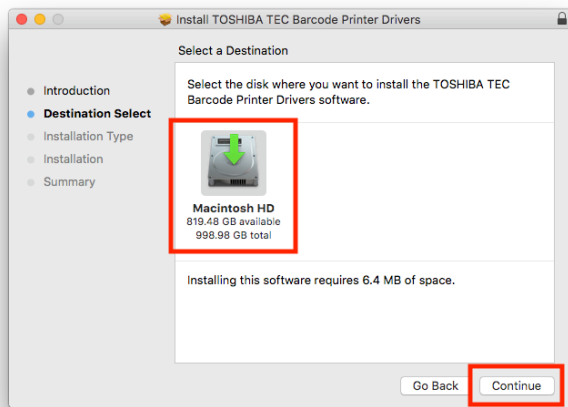 Install TOSHIBA TEC Barcode Printer Drivers
Select a Destination
Introduction
Destination Select
Installation Type
Installation
Summary
Select the disk where you want to install the TOSHIBA TEC
Barcode Printer Drivers software.
Macintosh HD
819.48 GB available
998.98 GB total
Installing this software requires 6.4 MB of space.
Go Back
Continue